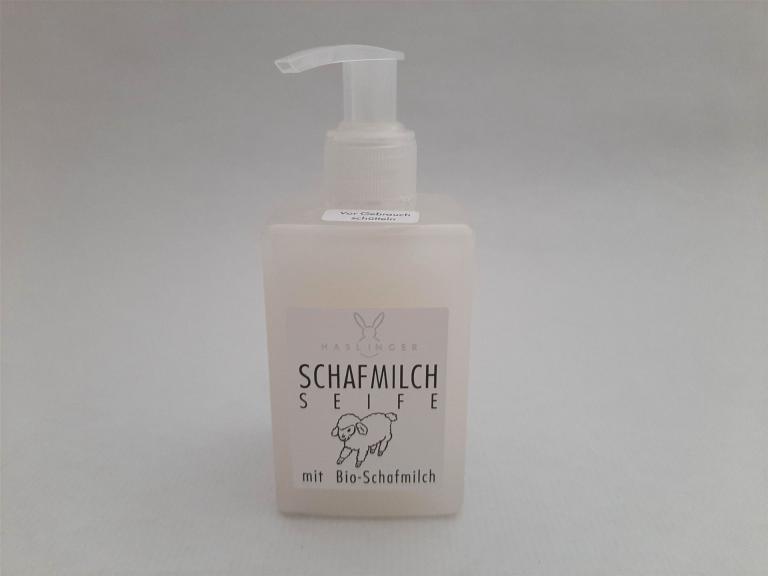 Vor Gebrauch
schütteln
HASLINGER
SCHAFMILCH
SEIFE
mit Bio-Schafmilch